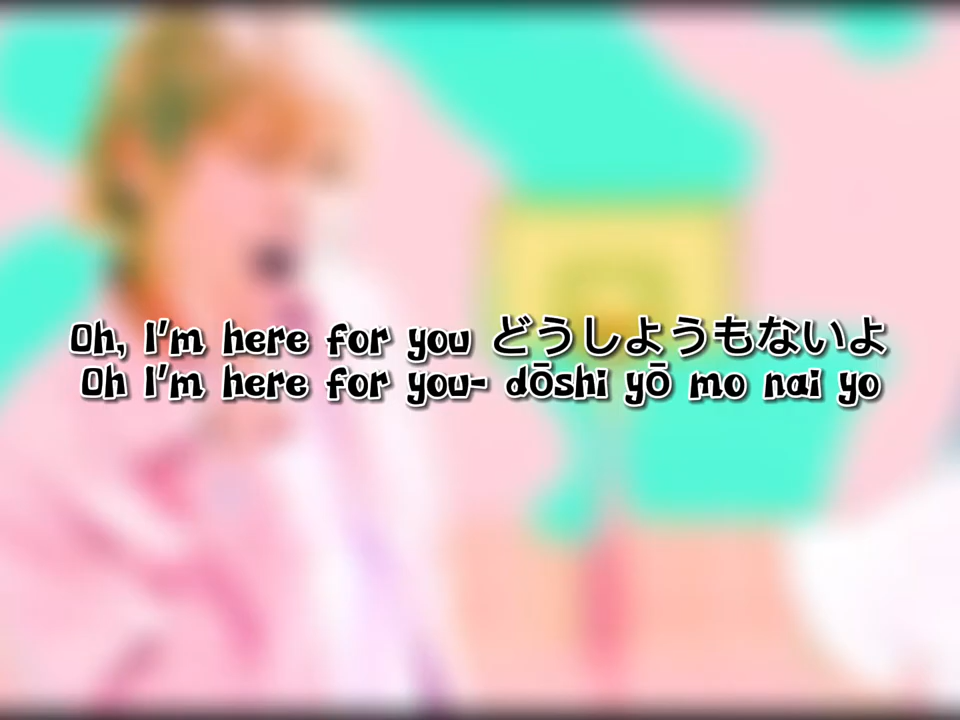 Oh, I'm here for you どうしようもないよ
Oh I'm here for you- dōshi yō mo nai yo